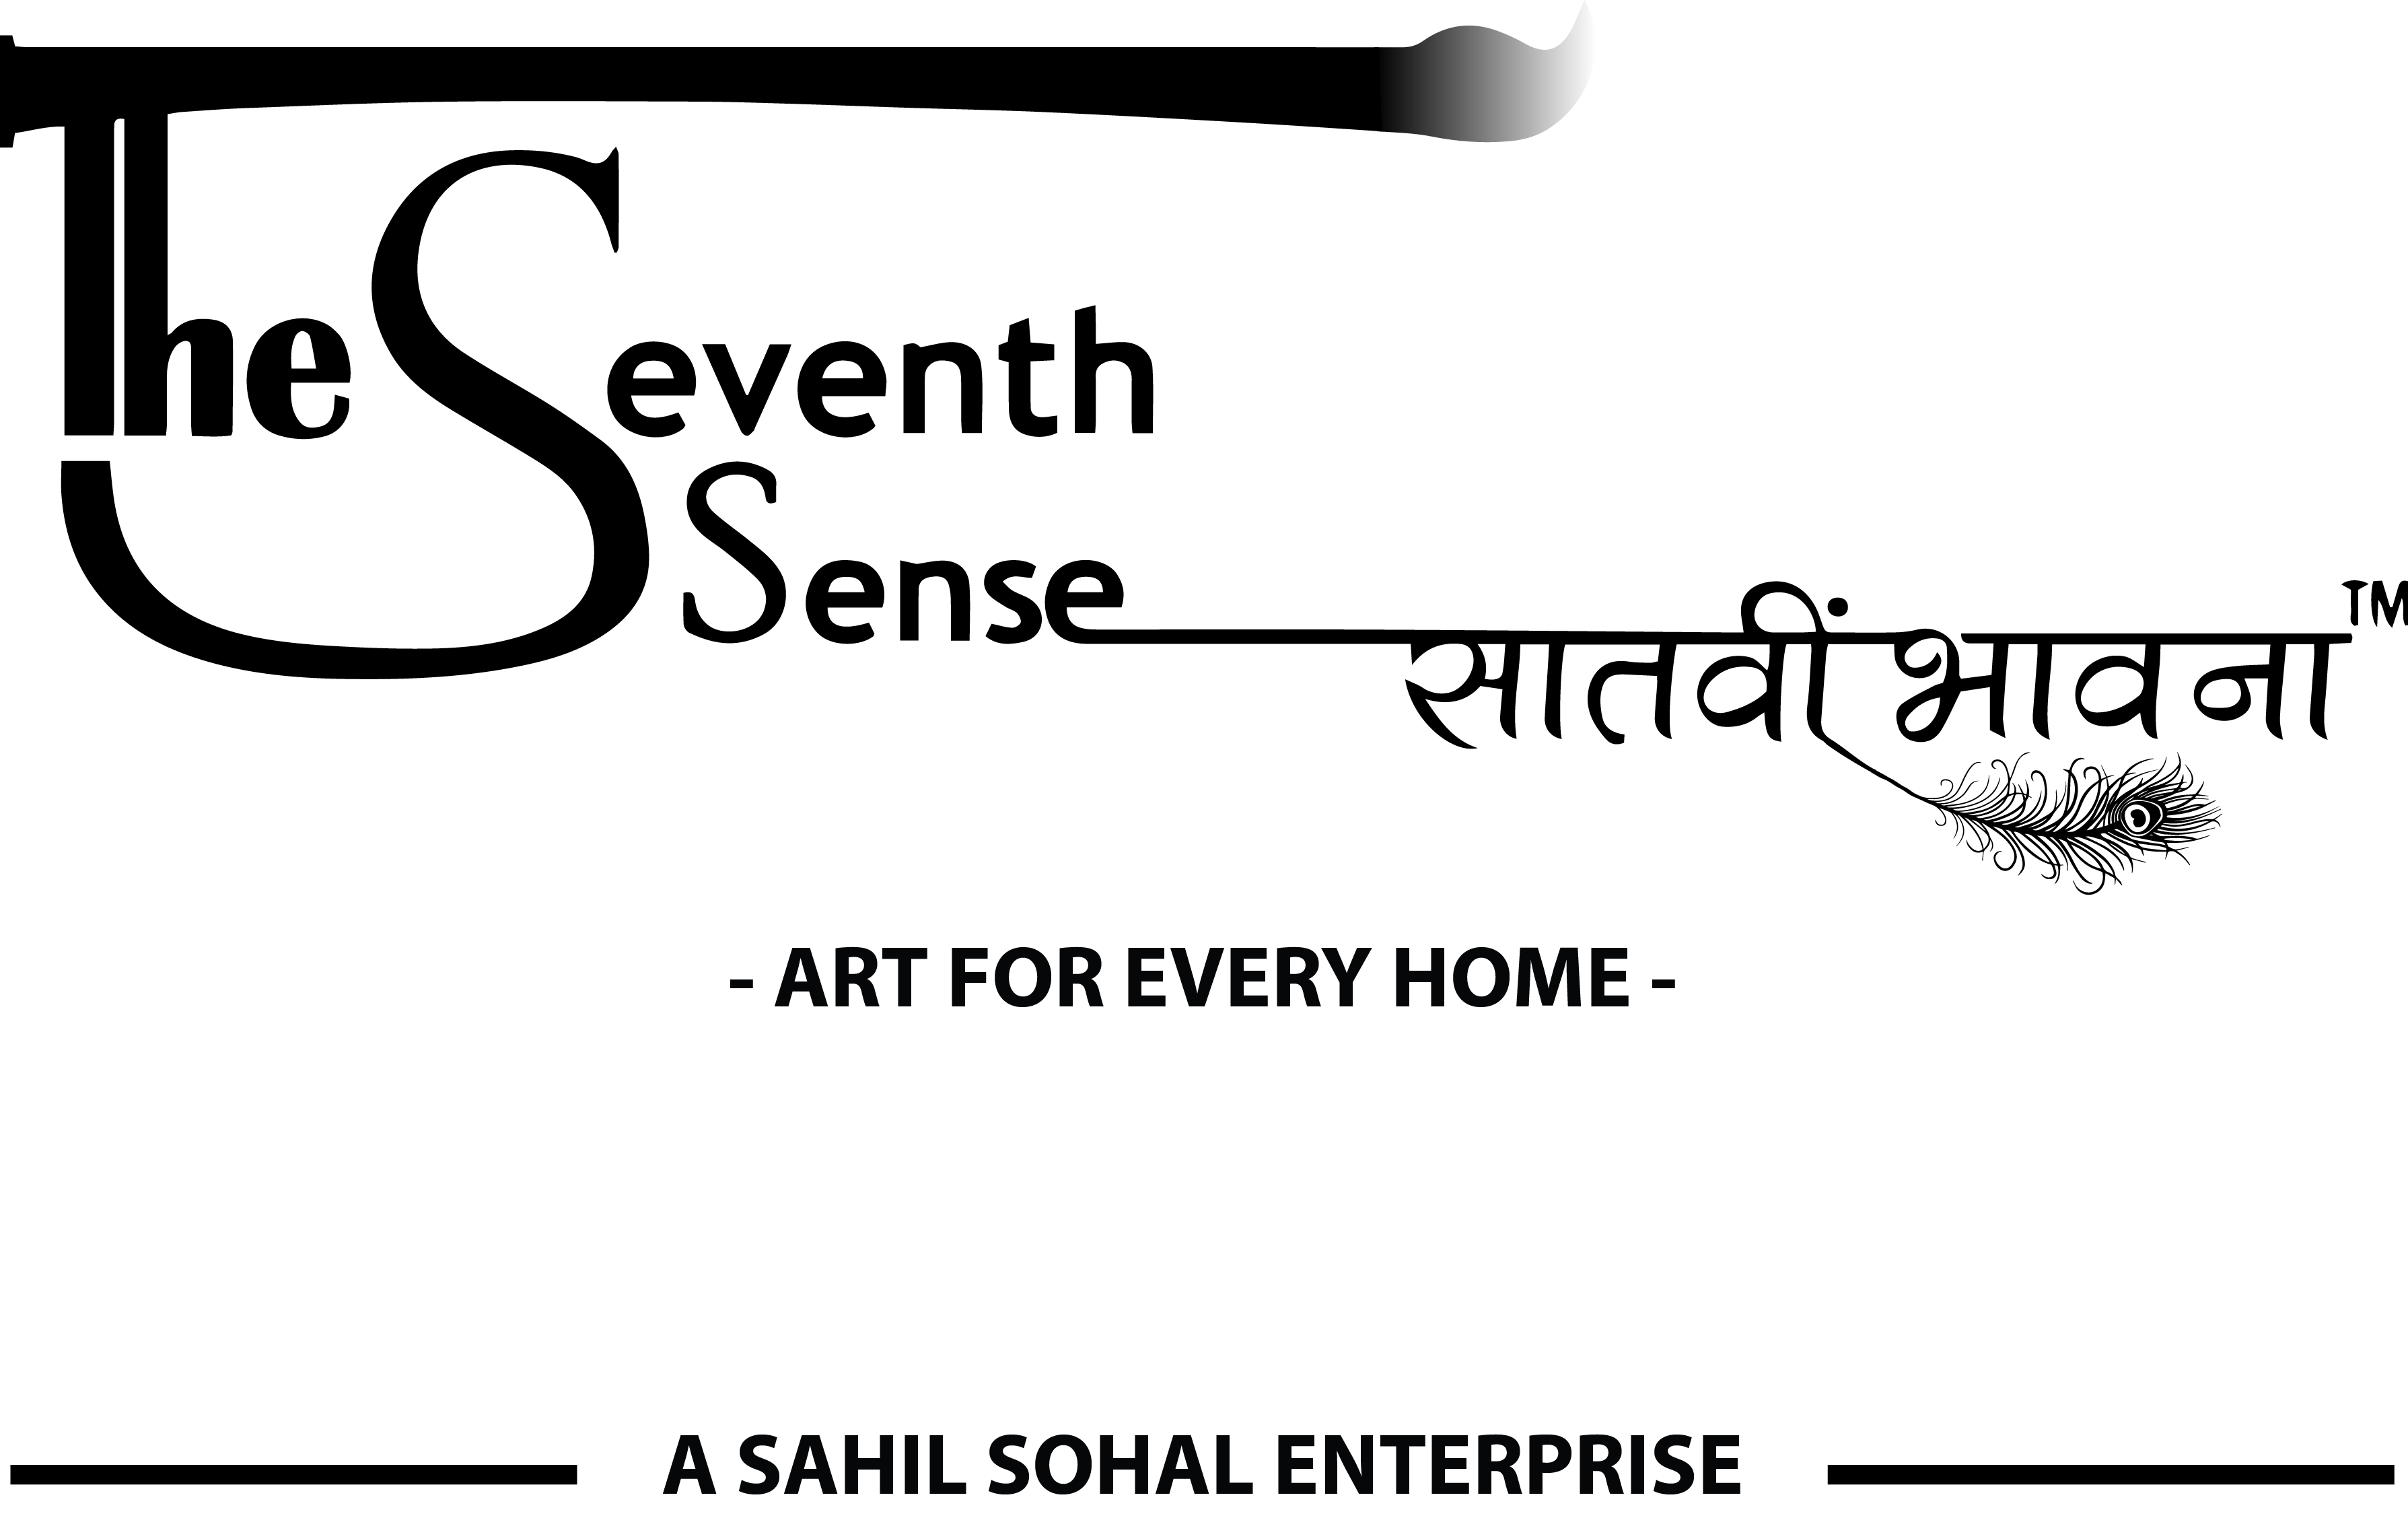 The Seventh
Sense सातवीं भावना ™
- ART FOR EVERY HOME -
A SAHIL SOHAL ENTERPRISE